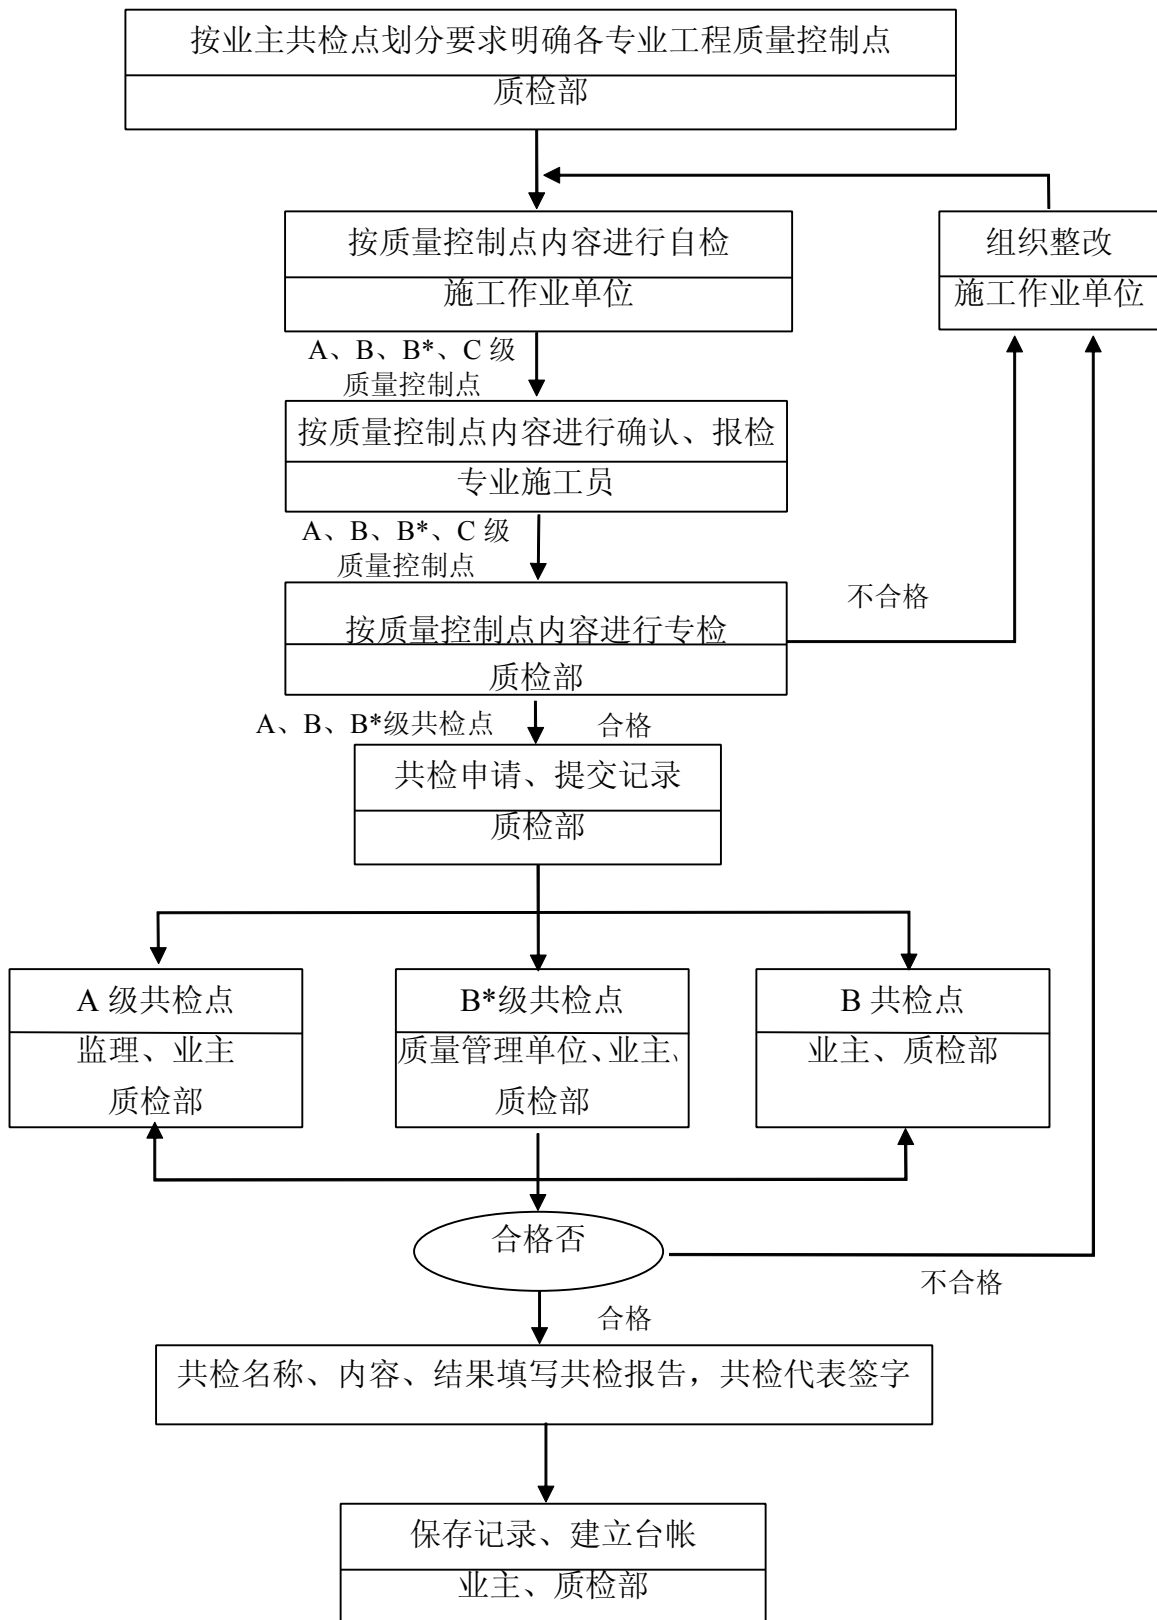 按业主共检点划分要求明确各专业工程质量控制点
质检部
按质量控制点内容进行自检
施工作业单位
组织整改
施工作业单位
A、B、B*、C 级
质量控制点
按质量控制点内容进行确认、报检
专业施工员
A、B、B*、C 级
质量控制点
不合格
按质量控制点内容进行专检
质检部
A、B、B*级共检点
合格
共检申请、提交记录
质检部
A 级共检点
监理、业主
质检部
B*级共检点
质量管理单位、业主、
质检部
B 共检点
业主、质检部
合格否
不合格
合格
共检名称、内容、结果填写共检报告，共检代表签字
保存记录、建立台帐
业主、质检部